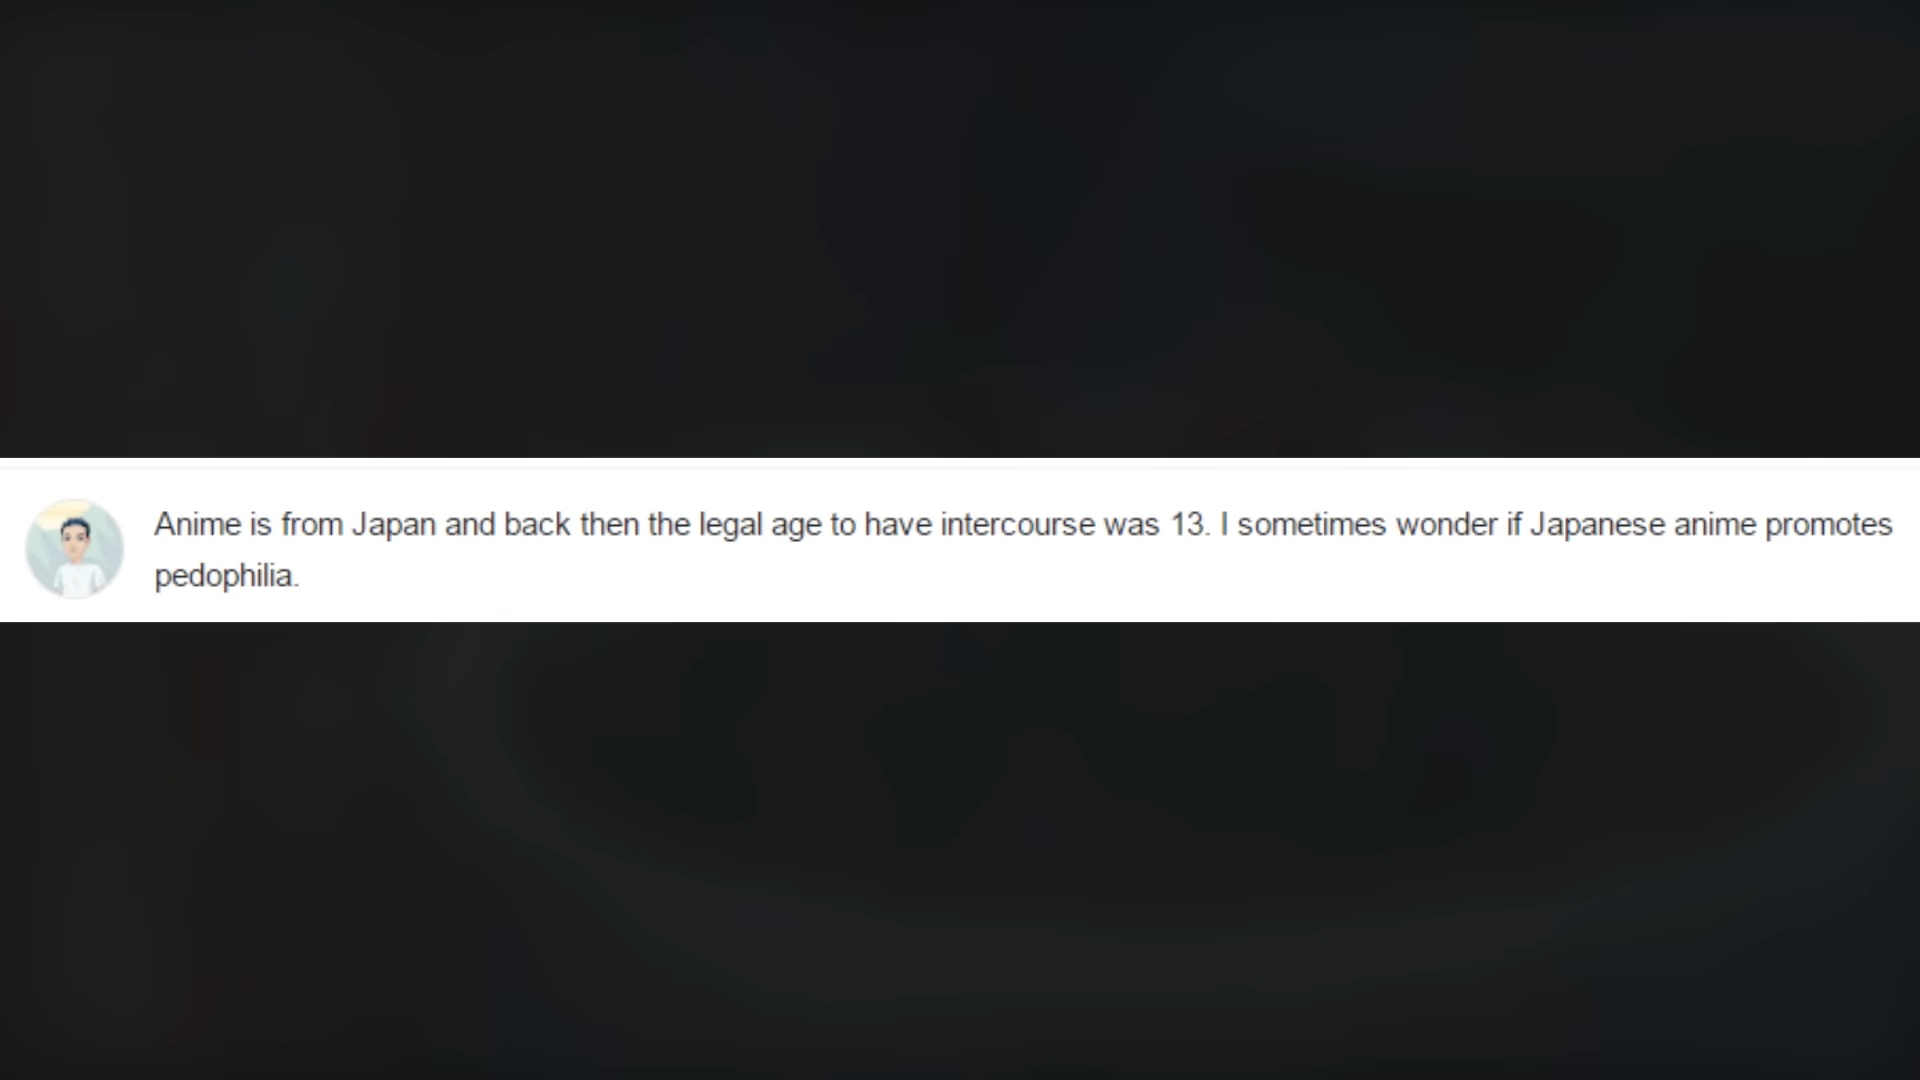 Anime is from Japan and back then the legal age to have intercourse was 13. I sometimes wonder if Japanese anime promotes
pedophilia.